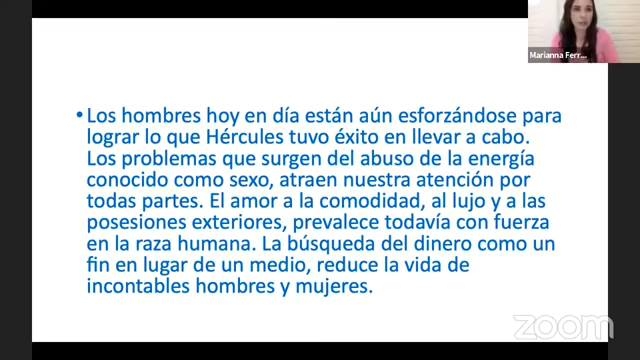 Marianna Ferr...
• Los hombres hoy en día están aún esforzándose para
lograr lo que Hércules tuvo éxito en llevar a cabo.
Los problemas que surgen del abuso de la energía
conocido como sexo, atraen nuestra atención por
todas partes. El amor a la comodidad, al lujo y a las
posesiones exteriores, prevalece todavía con fuerza
en la raza humana. La búsqueda del dinero como un
fin en lugar de un medio, reduce la vida de
incontables hombres y mujeres.
zoom